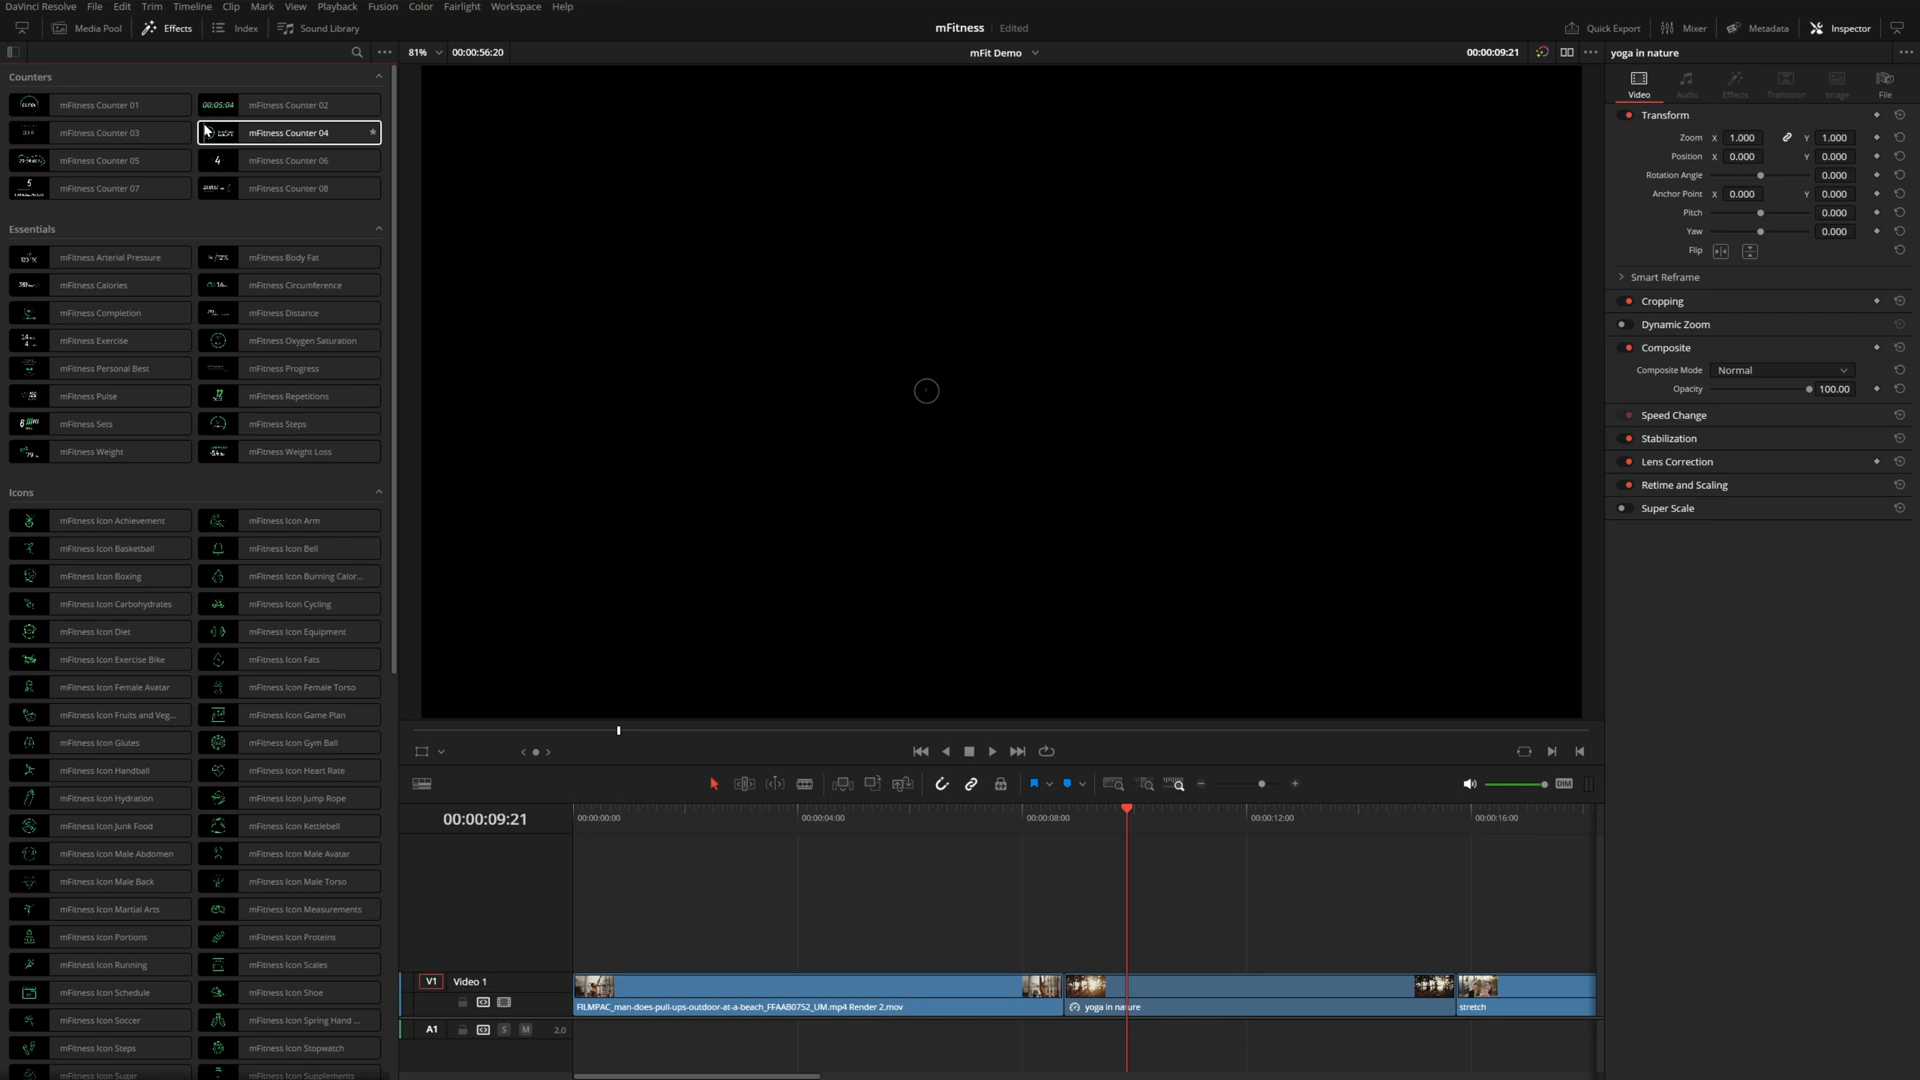 DaVinci Resolve File Edit Trim Timeline Clip Mark View Playback Fusion Color Fairlight Workspace Help
Media Pool Effects Index Sound Library mFitness Edited Quick Export Mixer Metadata Inspector
81% 00:00:56:20 mFit Demo 00:00:09:21 yoga in nature
Counters
mFitness Counter 01 00:05:04 mFitness Counter 02
mFitness Counter 03 mFitness Counter 04
mFitness Counter 05 4 mFitness Counter 06
5 mFitness Counter 07 mFitness Counter 08
Essentials
mFitness Arterial Pressure mFitness Body Fat
mFitness Calories mFitness Circumference
mFitness Completion mFitness Distance
mFitness Exercise mFitness Oxygen Saturation
mFitness Personal Best mFitness Progress
mFitness Pulse 12 mFitness Repetitions
8 mFitness Sets mFitness Steps
79 mFitness Weight mFitness Weight Loss
Icons
mFitness Icon Achievement mFitness Icon Arm
mFitness Icon Basketball mFitness Icon Bell
mFitness Icon Boxing mFitness Icon Burning Calor...
mFitness Icon Carbohydrates mFitness Icon Cycling
mFitness Icon Diet mFitness Icon Equipment
mFitness Icon Exercise Bike mFitness Icon Fats
mFitness Icon Female Avatar mFitness Icon Female Torso
mFitness Icon Fruits and Veg... mFitness Icon Game Plan
mFitness Icon Glutes mFitness Icon Gym Ball
mFitness Icon Handball mFitness Icon Heart Rate
mFitness Icon Hydration mFitness Icon Jump Rope
mFitness Icon Junk Food mFitness Icon Kettlebell
mFitness Icon Male Abdomen mFitness Icon Male Avatar
mFitness Icon Male Back mFitness Icon Male Torso
mFitness Icon Martial Arts mFitness Icon Measurements
mFitness Icon Portions mFitness Icon Proteins
mFitness Icon Running mFitness Icon Scales
mFitness Icon Schedule mFitness Icon Shoe
mFitness Icon Soccer mFitness Icon Spring Hand ...
mFitness Icon Steps mFitness Icon Stopwatch
mFitness Icon Sugar mFitness Icon Supplements
Video Audio Effects Transition Image File
Transform
Zoom X 1.000 Y 1.000
Position X 0.000 Y 0.000
Rotation Angle 0.000
Anchor Point X 0.000 Y 0.000
Pitch 0.000
Yaw 0.000
Flip
Smart Reframe
Cropping
Dynamic Zoom
Composite
Composite Mode Normal
Opacity 100.00
Speed Change
Stabilization
Lens Correction
Retime and Scaling
Super Scale
DIM
00:00:09:21 00:00:00:00 00:00:04:00 00:00:08:00 00:00:12:00 00:00:16:00
V1 Video 1
FILMPAC_man-does-pull-ups-outdoor-at-a-beach_FFAAB0752_UM.mp4 Render 2.mov yoga in nature stretch
A1 S M 2.0